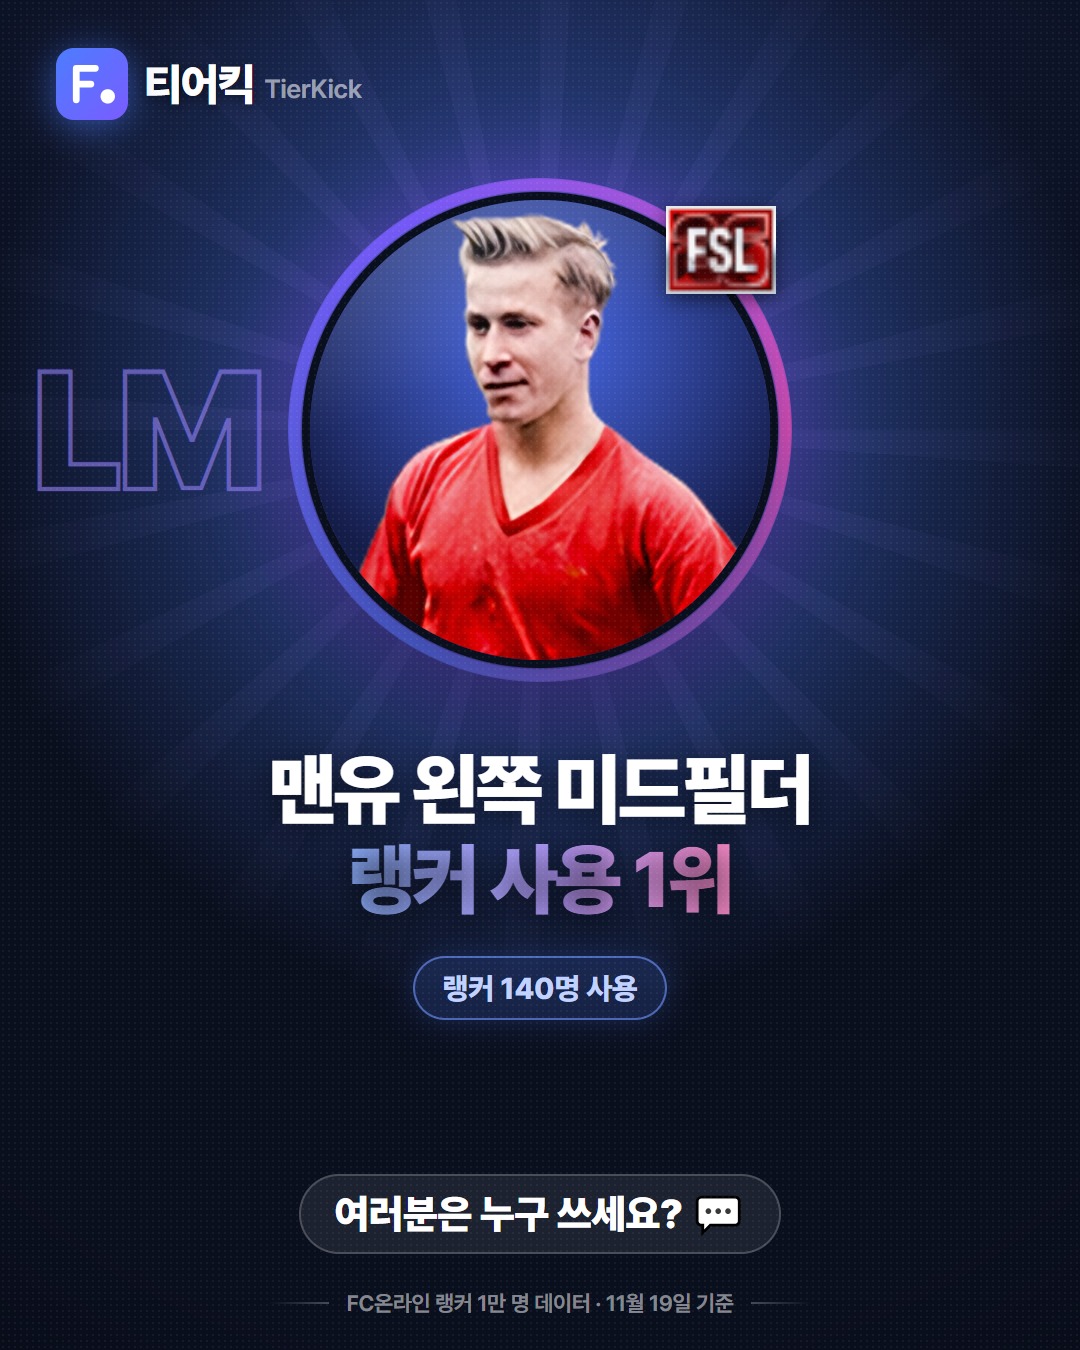 F.
티어킥 TierKick
FSL
LM
맨유 왼쪽 미드필더
랭커 사용 1위
랭커 140명 사용
여러분은 누구 쓰세요? 💬
FC온라인 랭커 1만 명 데이터 · 11월 19일 기준